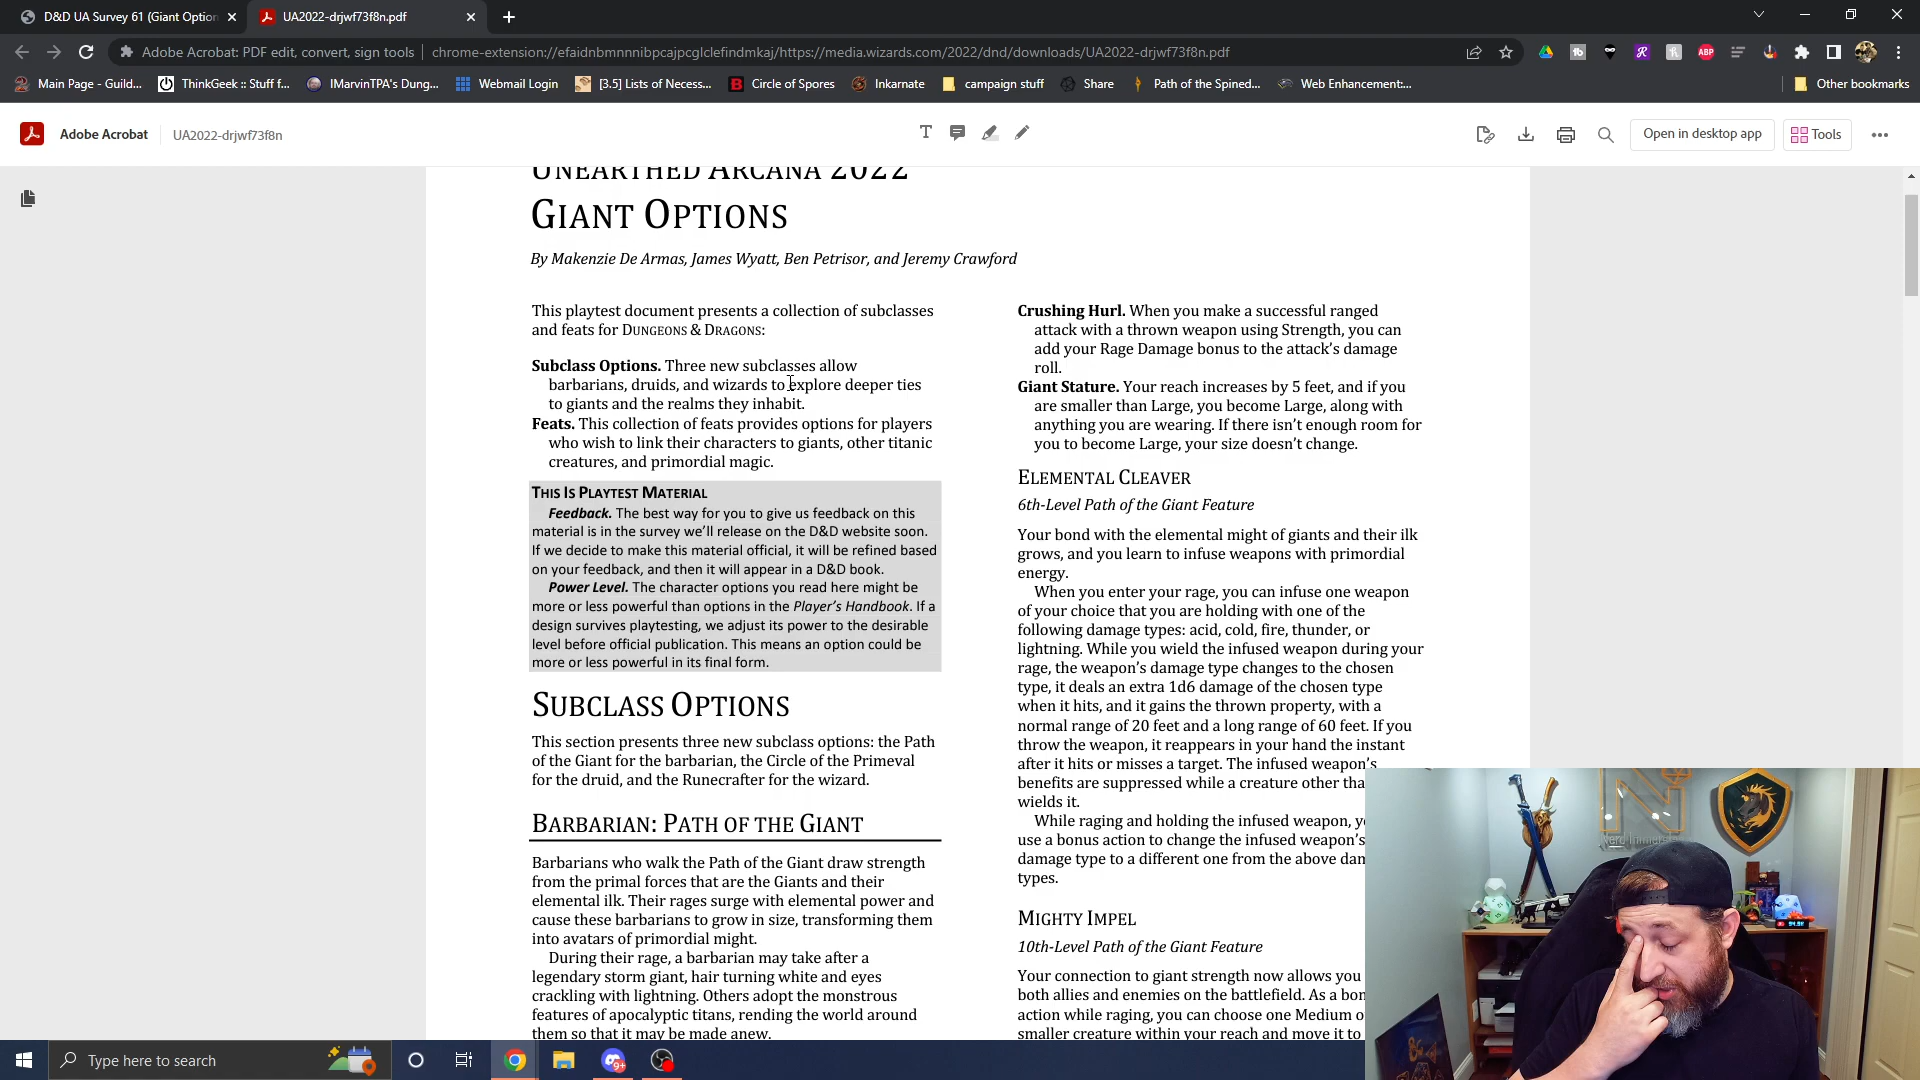 D&D UA Survey 61 (Giant Option
UA2022-drjwf73f8n.pdf
Adobe Acrobat: PDF edit, convert, sign tools
chrome-extension://efaidnbmnnnibpcajpcglclefindmkaj/https://media.wizards.com/2022/dnd/downloads/UA2022-drjwf73f8n.pdf
ABP
Main Page - Guild...
ThinkGeek :: Stuff f...
IMarvinTPA's Dung...
Webmail Login
[3.5] Lists of Necess...
Circle of Spores
Inkarnate
campaign stuff
Share
Path of the Spined...
Web Enhancement:...
Other bookmarks
Adobe Acrobat
UA2022-drjwf73f8n
Open in desktop app
Tools
UNEARTHED ARCANA 2022
GIANT OPTIONS
By Makenzie De Armas, James Wyatt, Ben Petrisor, and Jeremy Crawford
This playtest document presents a collection of subclasses
and feats for DUNGEONS & DRAGONS:
Subclass Options. Three new subclasses allow
barbarians, druids, and wizards to explore deeper ties
to giants and the realms they inhabit.
Feats. This collection of feats provides options for players
who wish to link their characters to giants, other titanic
creatures, and primordial magic.
THIS IS PLAYTEST MATERIAL
Feedback. The best way for you to give us feedback on this
material is in the survey we'll release on the D&D website soon.
If we decide to make this material official, it will be refined based
on your feedback, and then it will appear in a D&D book.
Power Level. The character options you read here might be
more or less powerful than options in the Player's Handbook. If a
design survives playtesting, we adjust its power to the desirable
level before official publication. This means an option could be
more or less powerful in its final form.
SUBCLASS OPTIONS
This section presents three new subclass options: the Path
of the Giant for the barbarian, the Circle of the Primeval
for the druid, and the Runecrafter for the wizard.
BARBARIAN: PATH OF THE GIANT
Barbarians who walk the Path of the Giant draw strength
from the primal forces that are the Giants and their
elemental ilk. Their rages surge with elemental power and
cause these barbarians to grow in size, transforming them
into avatars of primordial might.
During their rage, a barbarian may take after a
legendary storm giant, hair turning white and eyes
crackling with lightning. Others adopt the monstrous
features of apocalyptic titans, rending the world around
them so that it may be made anew.
Crushing Hurl. When you make a successful ranged
attack with a thrown weapon using Strength, you can
add your Rage Damage bonus to the attack's damage
roll.
Giant Stature. Your reach increases by 5 feet, and if you
are smaller than Large, you become Large, along with
anything you are wearing. If there isn't enough room for
you to become Large, your size doesn't change.
ELEMENTAL CLEAVER
6th-Level Path of the Giant Feature
Your bond with the elemental might of giants and their ilk
grows, and you learn to infuse weapons with primordial
energy.
When you enter your rage, you can infuse one weapon
of your choice that you are holding with one of the
following damage types: acid, cold, fire, thunder, or
lightning. While you wield the infused weapon during your
rage, the weapon's damage type changes to the chosen
type, it deals an extra 1d6 damage of the chosen type
when it hits, and it gains the thrown property, with a
normal range of 20 feet and a long range of 60 feet. If you
throw the weapon, it reappears in your hand the instant
after it hits or misses a target. The infused weapon's
benefits are suppressed while a creature other tha
wields it.
While raging and holding the infused weapon, y
use a bonus action to change the infused weapon's
damage type to a different one from the above dam
types.
MIGHTY IMPEL
10th-Level Path of the Giant Feature
Your connection to giant strength now allows you
both allies and enemies on the battlefield. As a bon
action while raging, you can choose one Medium o
smaller creature within your reach and move it to
Type here to search
9+